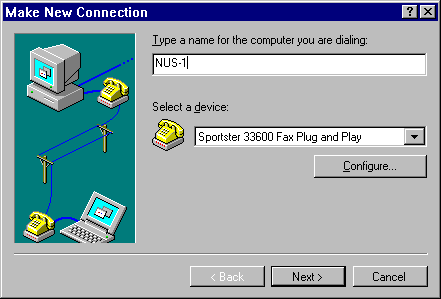 Make New Connection
Type a name for the computer you are dialing:
NUS-1
Select a device:
Sportster 33600 Fax Plug and Play
Configure...
< Back
Next >
Cancel